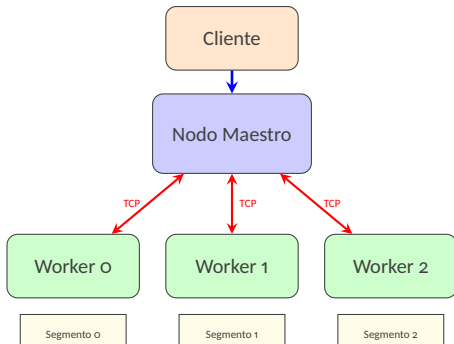 Cliente
Nodo Maestro
TCP
TCP
TCP
Worker 0
Worker 1
Worker 2
Segmento 0
Segmento 1
Segmento 2